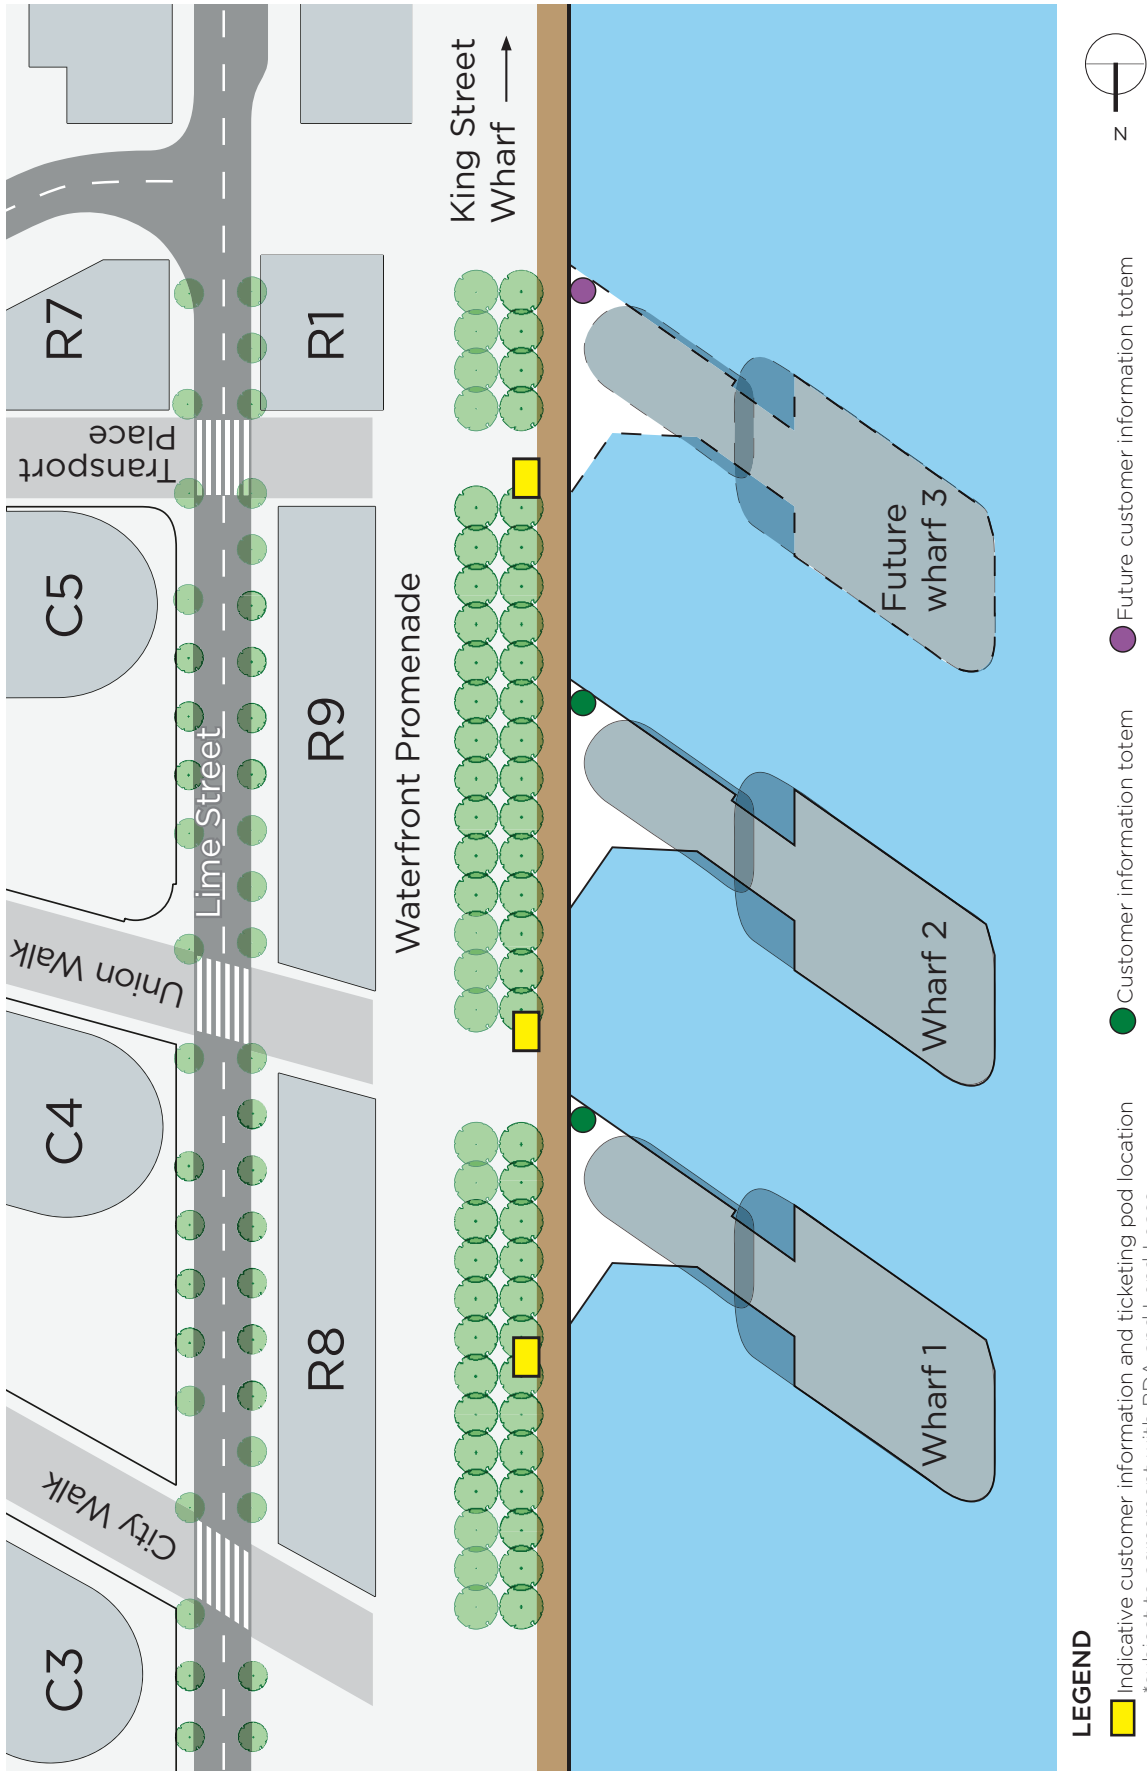 C3
City Walk
C4
Union Walk
C5
Transport
Place
R7
Lime Street
R8
R9
R1
Waterfront Promenade
King Street
Wharf
Wharf 1
Wharf 2
Future
wharf 3
LEGEND
Indicative customer information and ticketing pod location
Customer information totem
Future customer information totem
N